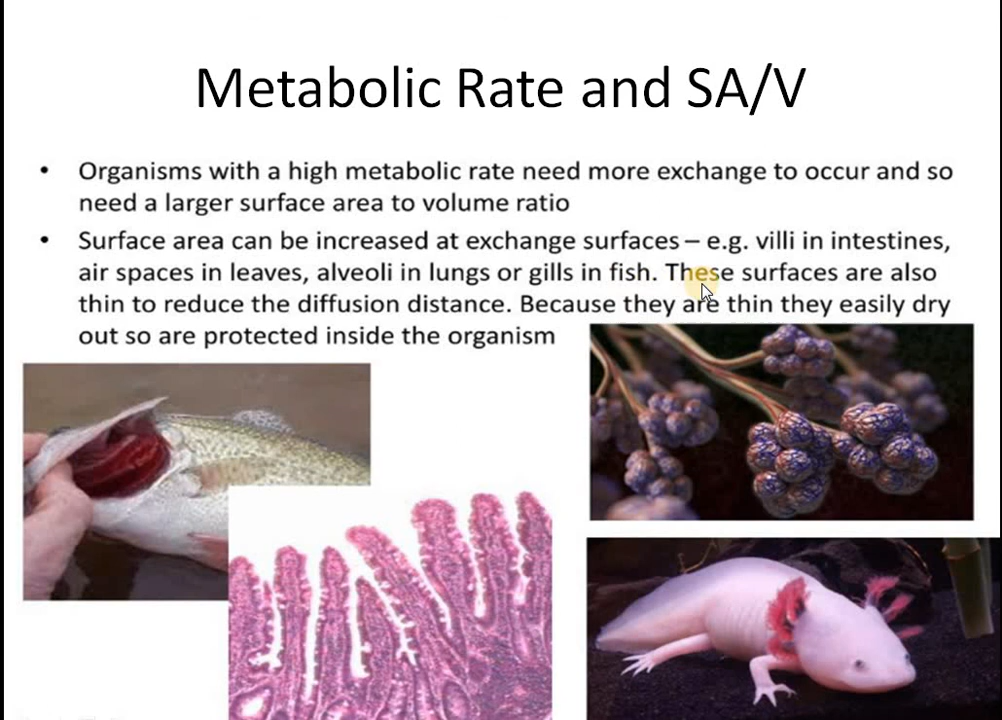 Metabolic Rate and SA/V
• Organisms with a high metabolic rate need more exchange to occur and so
need a larger surface area to volume ratio
• Surface area can be increased at exchange surfaces – e.g. villi in intestines,
air spaces in leaves, alveoli in lungs or gills in fish. These surfaces are also
thin to reduce the diffusion distance. Because they are thin they easily dry
out so are protected inside the organism